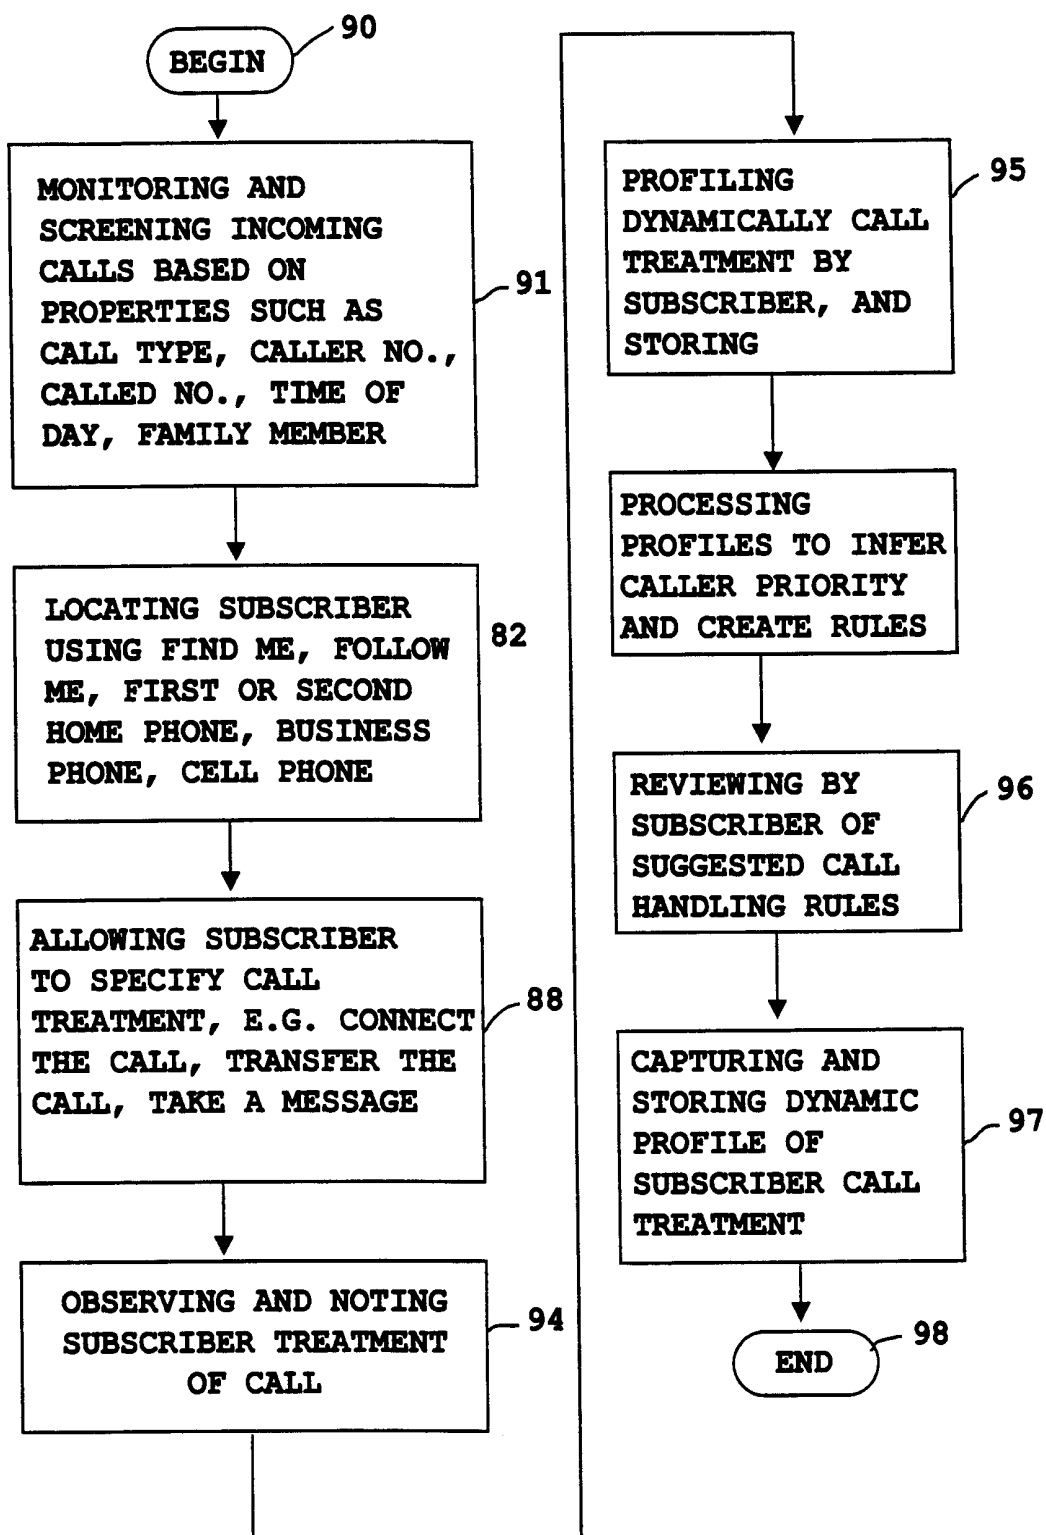 90
BEGIN
MONITORING AND
SCREENING INCOMING
CALLS BASED ON
PROPERTIES SUCH AS
CALL TYPE, CALLER NO.,
CALLED NO., TIME OF
DAY, FAMILY MEMBER
91
LOCATING SUBSCRIBER
USING FIND ME, FOLLOW
ME, FIRST OR SECOND
HOME PHONE, BUSINESS
PHONE, CELL PHONE
82
ALLOWING SUBSCRIBER
TO SPECIFY CALL
TREATMENT, E.G. CONNECT
THE CALL, TRANSFER THE
CALL, TAKE A MESSAGE
88
OBSERVING AND NOTING
SUBSCRIBER TREATMENT
OF CALL
94
PROFILING
DYNAMICALLY CALL
TREATMENT BY
SUBSCRIBER, AND
STORING
95
PROCESSING
PROFILES TO INFER
CALLER PRIORITY
AND CREATE RULES
REVIEWING BY
SUBSCRIBER OF
SUGGESTED CALL
HANDLING RULES
96
CAPTURING AND
STORING DYNAMIC
PROFILE OF
SUBSCRIBER CALL
TREATMENT
97
END
98